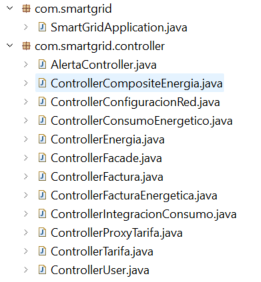 com.smartgrid
SmartGridApplication.java
com.smartgrid.controller
AlertaController.java
ControllerCompositeEnergia.java
ControllerConfiguracionRed.java
ControllerConsumoEnergetico.java
ControllerEnergia.java
ControllerFacade.java
ControllerFactura.java
ControllerFacturaEnergetica.java
ControllerIntegracionConsumo.java
ControllerProxyTarifa.java
ControllerTarifa.java
ControllerUser.java